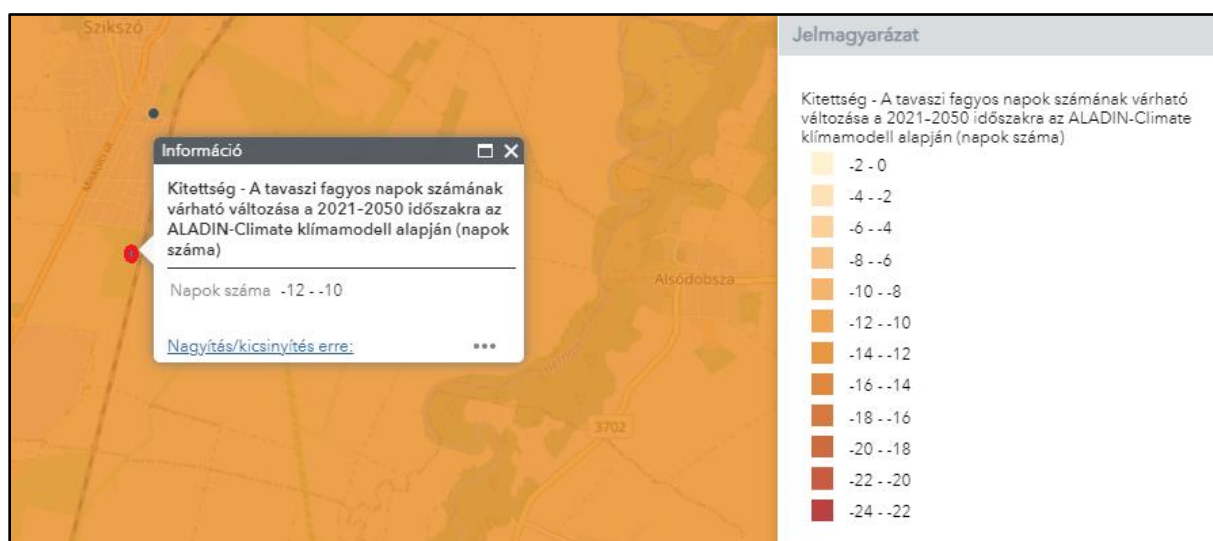 Szikszó
Információ
Kitettség - A tavaszi fagyos napok számának
várható változása a 2021-2050 időszakra az
ALADIN-Climate klímamodell alapján (napok
száma)
Napok száma -12 - -10
Nagyítás/kicsinyítés erre:
Alsódobsza
3702
Jelmagyarázat
Kitettség - A tavaszi fagyos napok számának várható
változása a 2021-2050 időszakra az ALADIN-Climate
klímamodell alapján (napok száma)
-2 - 0
-4 - -2
-6 - -4
-8 - -6
-10 - -8
-12 - -10
-14 - -12
-16 - -14
-18 - -16
-20 - -18
-22 - -20
-24 - -22